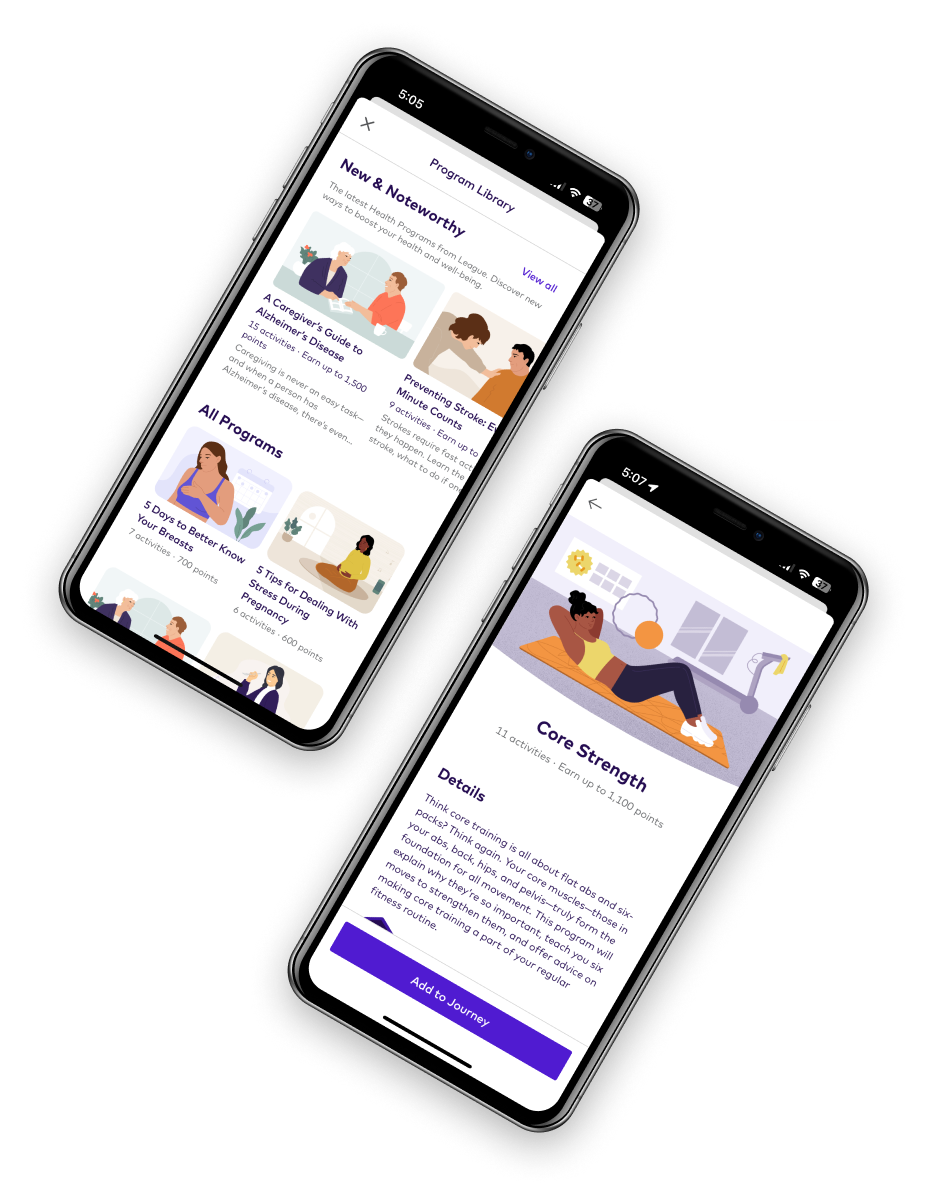 5:05
37
Program Library
New & Noteworthy
View all
The latest Health Programs from League. Discover new
ways to boost your health and well-being.
A Caregiver's Guide to
Alzheimer's Disease
15 activities · Earn up to 1,500
points
Caregiving is never an easy task—
and when a person has
Alzheimer's disease, there's even...
Preventing Stroke:
Minute Counts
9 activities · Earn up to
Strokes require fast
they happen. Learn the
stroke, what to do if
All Programs
5 Days to Better Know
Your Breasts
7 activities · 700 points
5 Tips for Dealing With
Stress During
Pregnancy
6 activities · 600 points
5:07
37
Core Strength
11 activities · Earn up to 1,100 points
Details
Think core training is all about flat abs and six-
packs? Think again. Your core muscles—those in
your abs, back, hips, and pelvis—truly form the
foundation for all movement. This program will
explain why they're so important, teach you six
moves to strengthen them, and offer advice on
making core training a part of your regular
fitness routine.
Add to Journey